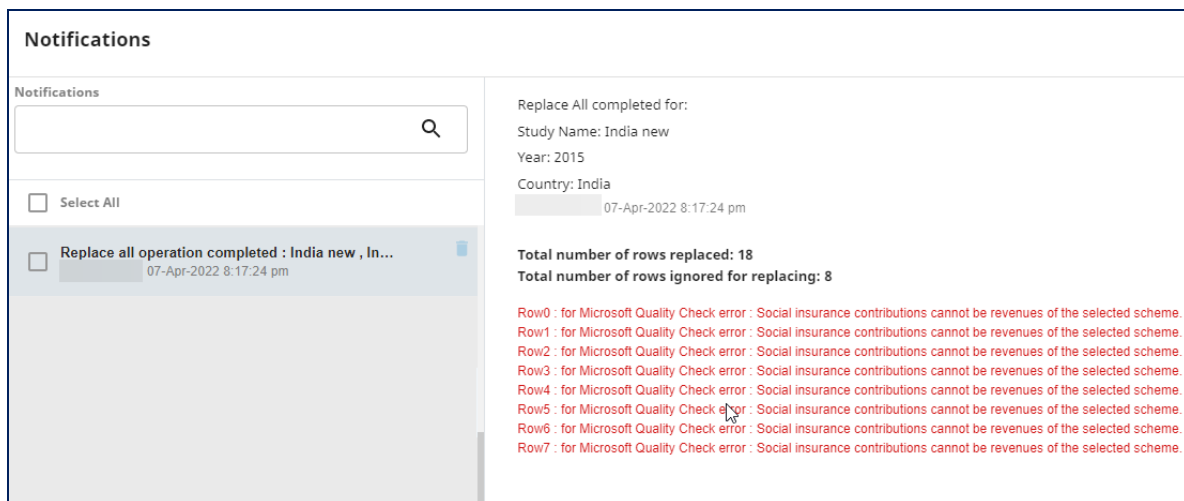 Notifications
Notifications
Select All
Replace all operation completed : India new , In...
07-Apr-2022 8:17:24 pm
Replace All completed for:
Study Name: India new
Year: 2015
Country: India
07-Apr-2022 8:17:24 pm
Total number of rows replaced: 18
Total number of rows ignored for replacing: 8
Row0 : for Microsoft Quality Check error : Social insurance contributions cannot be revenues of the selected scheme.
Row1 : for Microsoft Quality Check error : Social insurance contributions cannot be revenues of the selected scheme.
Row2 : for Microsoft Quality Check error : Social insurance contributions cannot be revenues of the selected scheme.
Row3 : for Microsoft Quality Check error : Social insurance contributions cannot be revenues of the selected scheme.
Row4 : for Microsoft Quality Check error : Social insurance contributions cannot be revenues of the selected scheme.
Row5 : for Microsoft Quality Check error : Social insurance contributions cannot be revenues of the selected scheme.
Row6 : for Microsoft Quality Check error : Social insurance contributions cannot be revenues of the selected scheme.
Row7 : for Microsoft Quality Check error : Social insurance contributions cannot be revenues of the selected scheme.